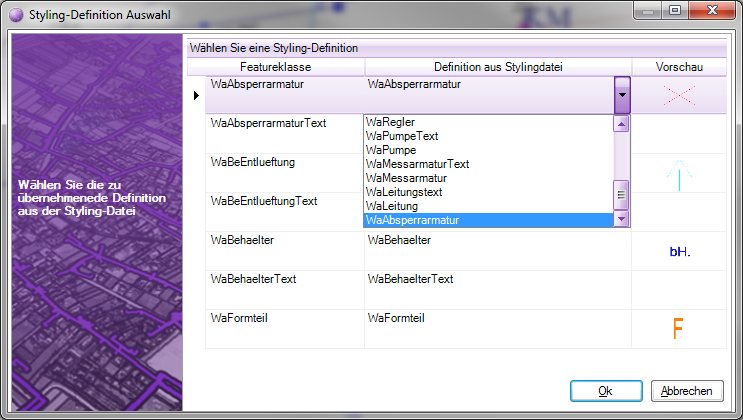 Styling-Definition Auswahl
KM
Wählen Sie die zu
übernehmenede Definition
aus der Styling-Datei
Wählen Sie eine Styling-Definition
Featureklasse Definition aus Stylingdatei Vorschau
WaAbsperrarmatur WaAbsperrarmatur
WaAbsperrarmaturText
WaBeEntlueftung
WaBeEntlueftungText
WaRegler
WaPumpeText
WaPumpe
WaMessarmaturText
WaMessarmatur
WaLeitungstext
WaLeitung
WaAbsperrarmatur
WaBehaelter WaBehaelter bH.
WaBehaelterText WaBehaelterText
WaFormteil WaFormteil F
Ok Abbrechen